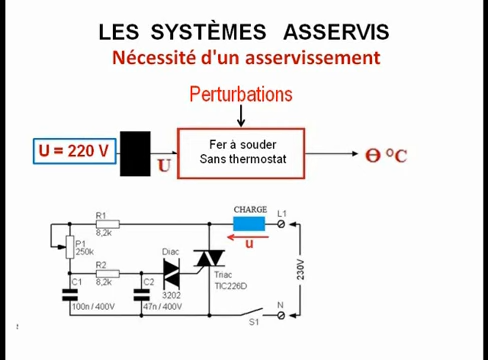 LES SYSTÈMES ASSERVIS
Nécessité d'un asservissement
Perturbations
U = 220 V
U
Fer à souder
Sans thermostat
Ɵ °C
R1
8,2k
CHARGE
L1
u
P1
250k
R2
8,2k
Diac
3202
Triac
TIC226D
230V
C1
100n / 400V
C2
47n / 400V
S1
N